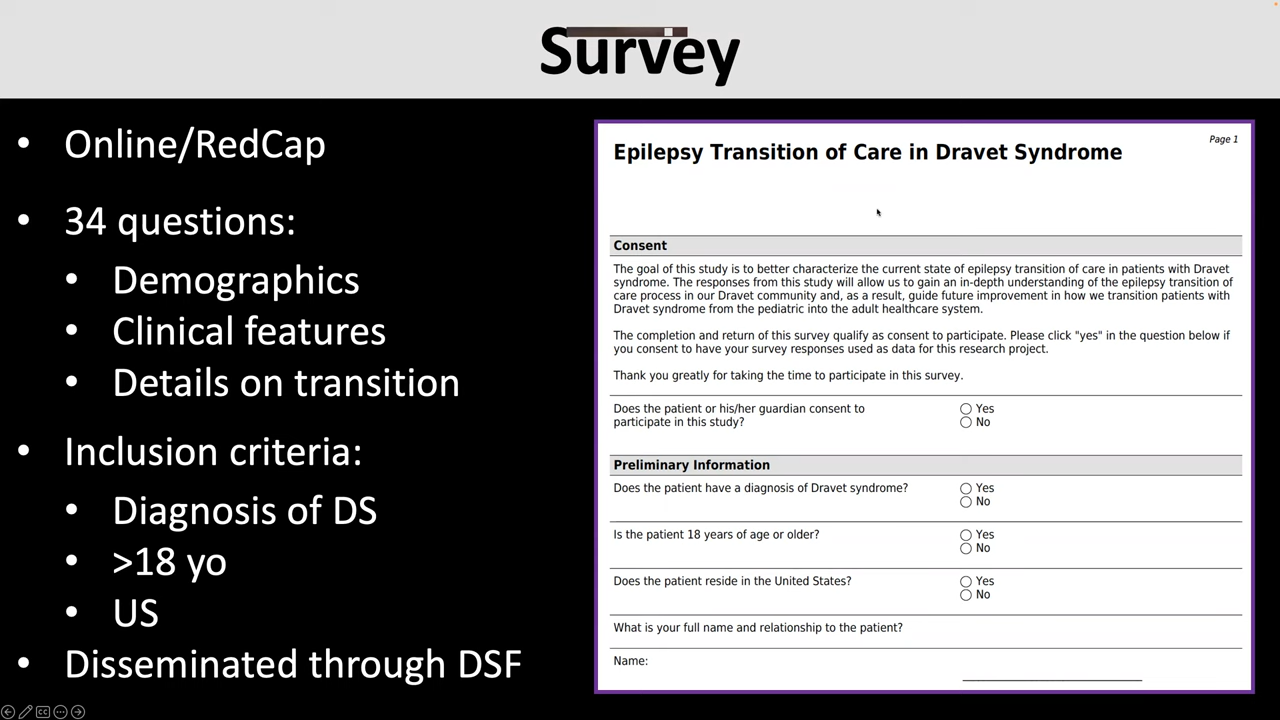 Survey
• Online/RedCap
• 34 questions:
• Demographics
• Clinical features
• Details on transition
• Inclusion criteria:
• Diagnosis of DS
• >18 yo
• US
• Disseminated through DSF
Page 1
Epilepsy Transition of Care in Dravet Syndrome
Consent
The goal of this study is to better characterize the current state of epilepsy transition of care in patients with Dravet
syndrome. The responses from this study will allow us to gain an in-depth understanding of the epilepsy transition of
care process in our Dravet community and, as a result, guide future improvement in how we transition patients with
Dravet syndrome from the pediatric into the adult healthcare system.
The completion and return of this survey qualify as consent to participate. Please click "yes" in the question below if
you consent to have your survey responses used as data for this research project.
Thank you greatly for taking the time to participate in this survey.
Does the patient or his/her guardian consent to
participate in this study?
Yes
No
Preliminary Information
Does the patient have a diagnosis of Dravet syndrome?
Yes
No
Is the patient 18 years of age or older?
Yes
No
Does the patient reside in the United States?
Yes
No
What is your full name and relationship to the patient?
Name:
CC